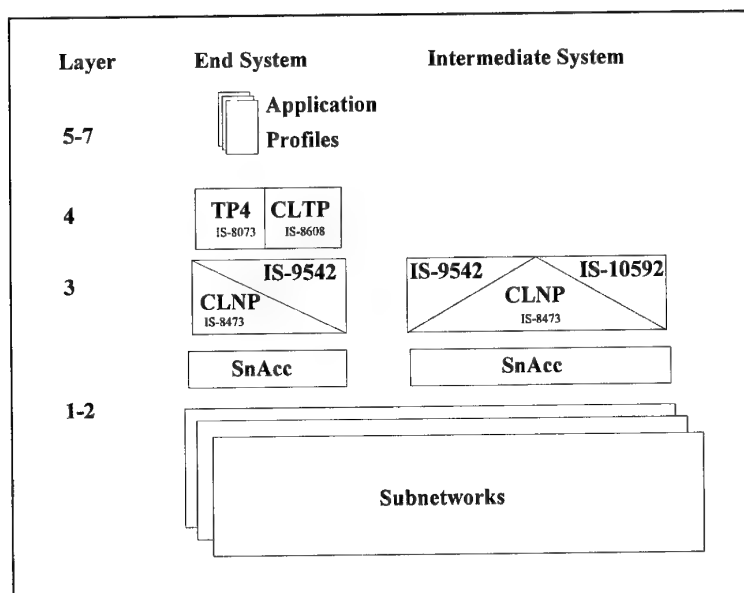 Layer End System Intermediate System
Application
5-7 Profiles
4 TP4 CLTP
IS-8073 IS-8608
3 IS-9542 IS-9542 IS-10592
CLNP CLNP
IS-8473 IS-8473
SnAcc SnAcc
1-2
Subnetworks